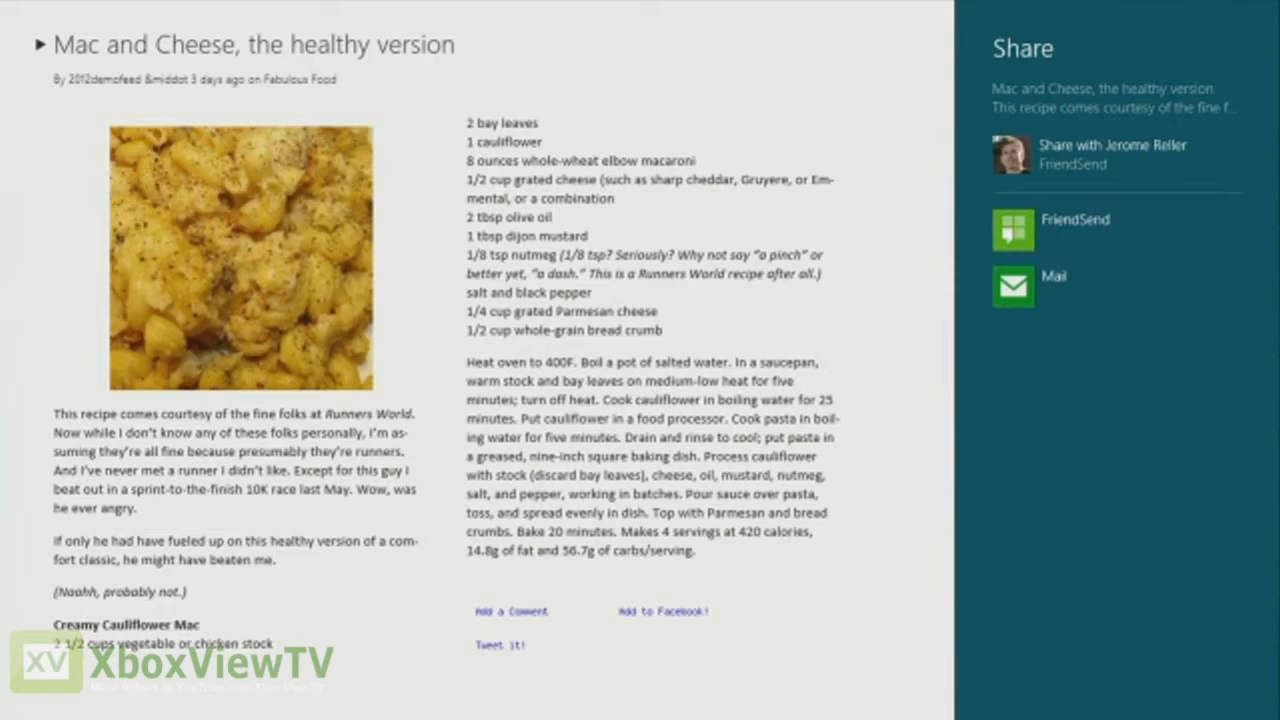 Mac and Cheese, the healthy version
By 2012demofeed &middot 3 days ago on Fabulous Food
This recipe comes courtesy of the fine folks at Runners World.
Now while I don't know any of these folks personally, I'm as-
suming they're all fine because presumably they're runners.
And I've never met a runner I didn't like. Except for this guy I
beat out in a sprint-to-the-finish 10K race last May. Wow, was
he ever angry.
If only he had have fueled up on this healthy version of a com-
fort classic, he might have beaten me.
(Naahh, probably not.)
Creamy Cauliflower Mac
2 1/2 cups vegetable or chicken stock
2 bay leaves
1 cauliflower
8 ounces whole-wheat elbow macaroni
1/2 cup grated cheese (such as sharp cheddar, Gruyere, or Em-
mental, or a combination
2 tbsp olive oil
1 tbsp dijon mustard
1/8 tsp nutmeg (1/8 tsp? Seriously? Why not say "a pinch" or
better yet, "a dash." This is a Runners World recipe after all.)
salt and black pepper
1/4 cup grated Parmesan cheese
1/2 cup whole-grain bread crumb
Heat oven to 400F. Boil a pot of salted water. In a saucepan,
warm stock and bay leaves on medium-low heat for five
minutes; turn off heat. Cook cauliflower in boiling water for 25
minutes. Put cauliflower in a food processor. Cook pasta in boil-
ing water for five minutes. Drain and rinse to cool; put pasta in
a greased, nine-inch square baking dish. Process cauliflower
with stock (discard bay leaves), cheese, oil, mustard, nutmeg,
salt, and pepper, working in batches. Pour sauce over pasta,
toss, and spread evenly in dish. Top with Parmesan and bread
crumbs. Bake 20 minutes. Makes 4 servings at 420 calories,
14.8g of fat and 56.7g of carbs/serving.
Add a Comment
Add to Facebook!
Tweet it!
Share
Mac and Cheese, the healthy version
This recipe comes courtesy of the fine f...
Share with Jerome Reller
FriendSend
FriendSend
Mail
XV XboxViewTV